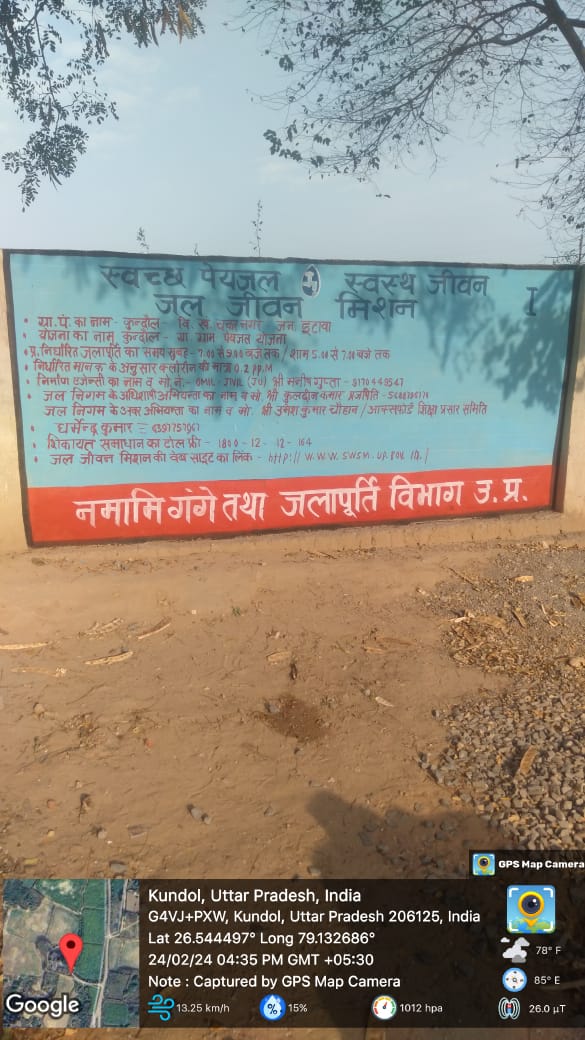 स्वच्छ पेयजल स्वस्थ जीवन
जल जीवन मिशन I
ग्रा.पं. का नाम - कुन्दौल वि. ख. चकरनगर जन. इटावा
योजना का नाम कुन्दौल - ग्रा ग्राम पेयजल योजना
प्र. निर्धारित जलापूर्ति का समय सुबह - 7.00 से 9.00 बजे तक / शाम 5.00 से 7.00 बजे तक
निर्धारित मानक के अनुसार क्लोरीन की मात्रा 0.2 PP.M
निर्माण एजेन्सी का नाम व मो. ने. - GMIL - JIVL (JV) श्री मनीष गुप्ता -
जल निगम के अधिशाषी अभियन्ता का नाम व मो. श्री कुलदीप कुमार प्रजापति -
जल निगम के अवर अभियन्ता का नाम व मो. श्री उमेश कुमार चौहान / आक्सफोर्ड शिक्षा प्रसार समिति
धर्मेन्द्र कुमार -
शिकायत समाधान का टोल फ्री - 1800 - 12 - 12 - 164
जल जीवन मिशन की वेब साइट का लिंक - http://www.swsm.up.gov.in./
नमामि गंगे तथा जलापूर्ति विभाग उ. प्र.
GPS Map Camera
Kundol, Uttar Pradesh, India
G4VJ+PXW, Kundol, Uttar Pradesh 206125, India
Lat 26.544497° Long 79.132686°
24/02/24 04:35 PM GMT +05:30
Note : Captured by GPS Map Camera
Google
13.25 km/h 15% 1012 hpa 26.0 µT
78° F
85° E